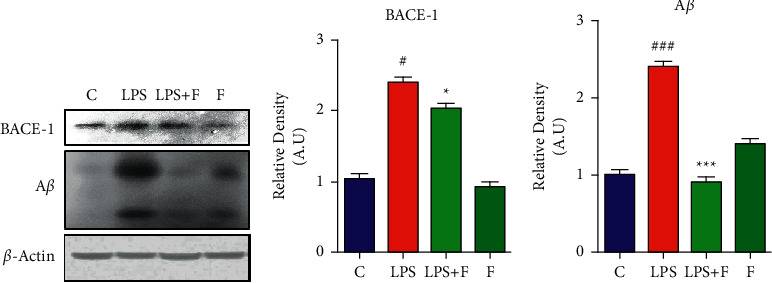 C LPS LPS+F F
BACE-1
Aβ
β-Actin
BACE-1
Relative Density
(A.U)
3
2
1
0
#
*
C LPS LPS+F F
Aβ
Relative Density
(A.U)
3
2
1
0
###
***
C LPS LPS+F F